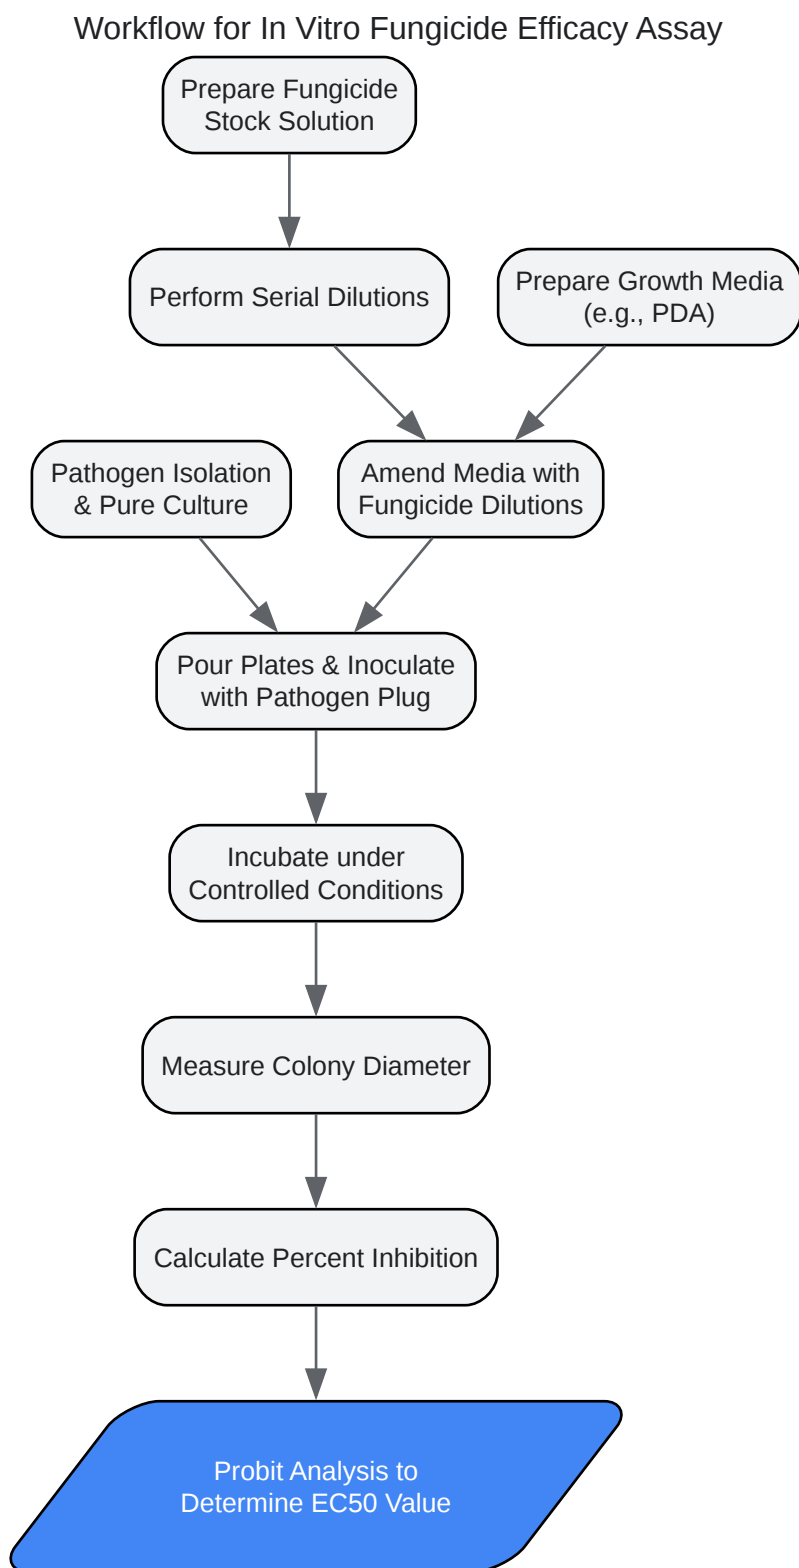 Workflow for In Vitro Fungicide Efficacy Assay
Prepare Fungicide
Stock Solution
Perform Serial Dilutions
Prepare Growth Media
(e.g., PDA)
Pathogen Isolation
& Pure Culture
Amend Media with
Fungicide Dilutions
Pour Plates & Inoculate
with Pathogen Plug
Incubate under
Controlled Conditions
Measure Colony Diameter
Calculate Percent Inhibition
Probit Analysis to
Determine EC50 Value